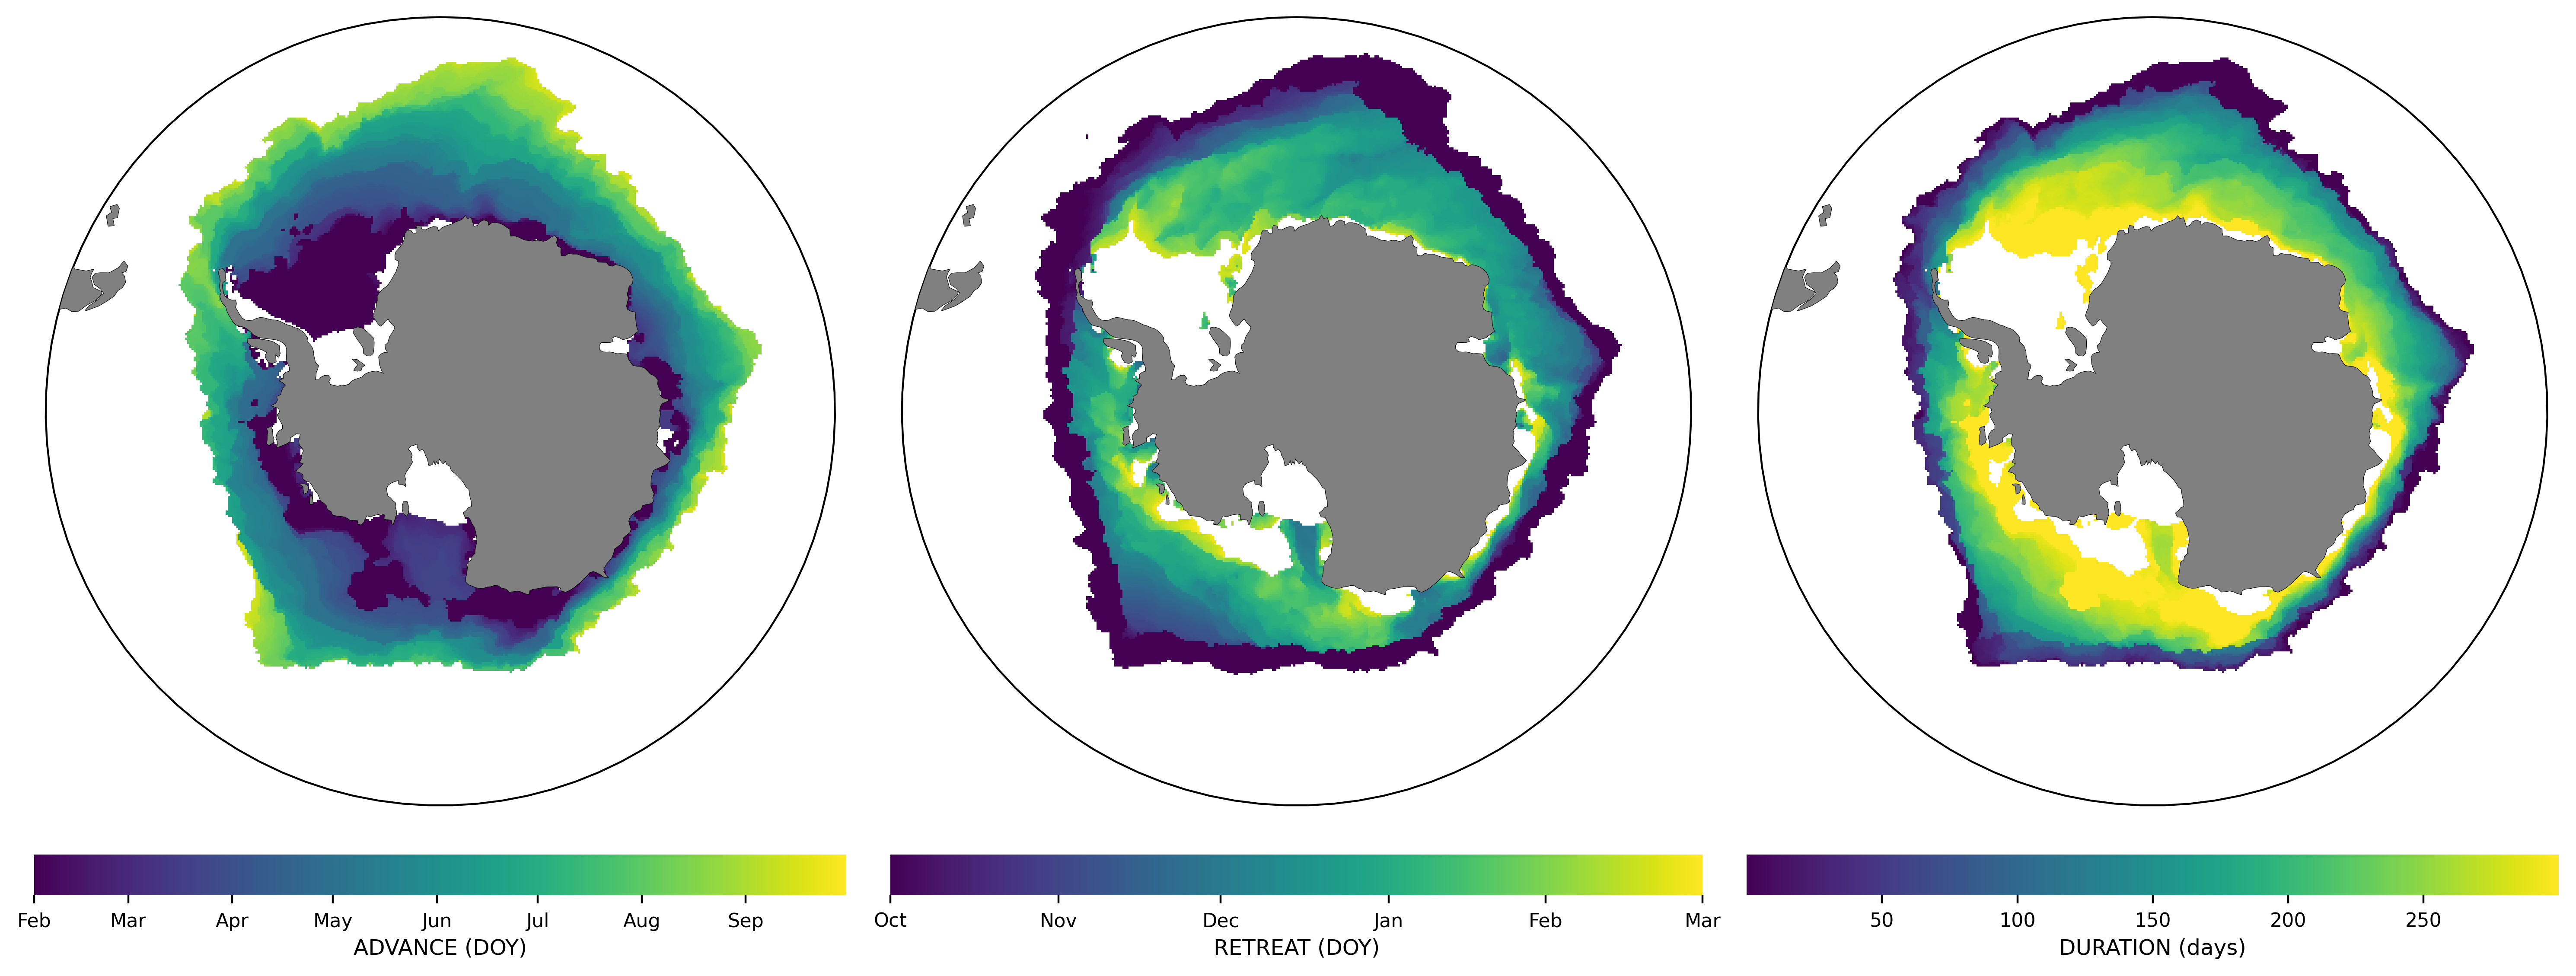 Feb Mar Apr May Jun Jul Aug Sep
ADVANCE (DOY)
Oct Nov Dec Jan Feb Mar
RETREAT (DOY)
50 100 150 200 250
DURATION (days)